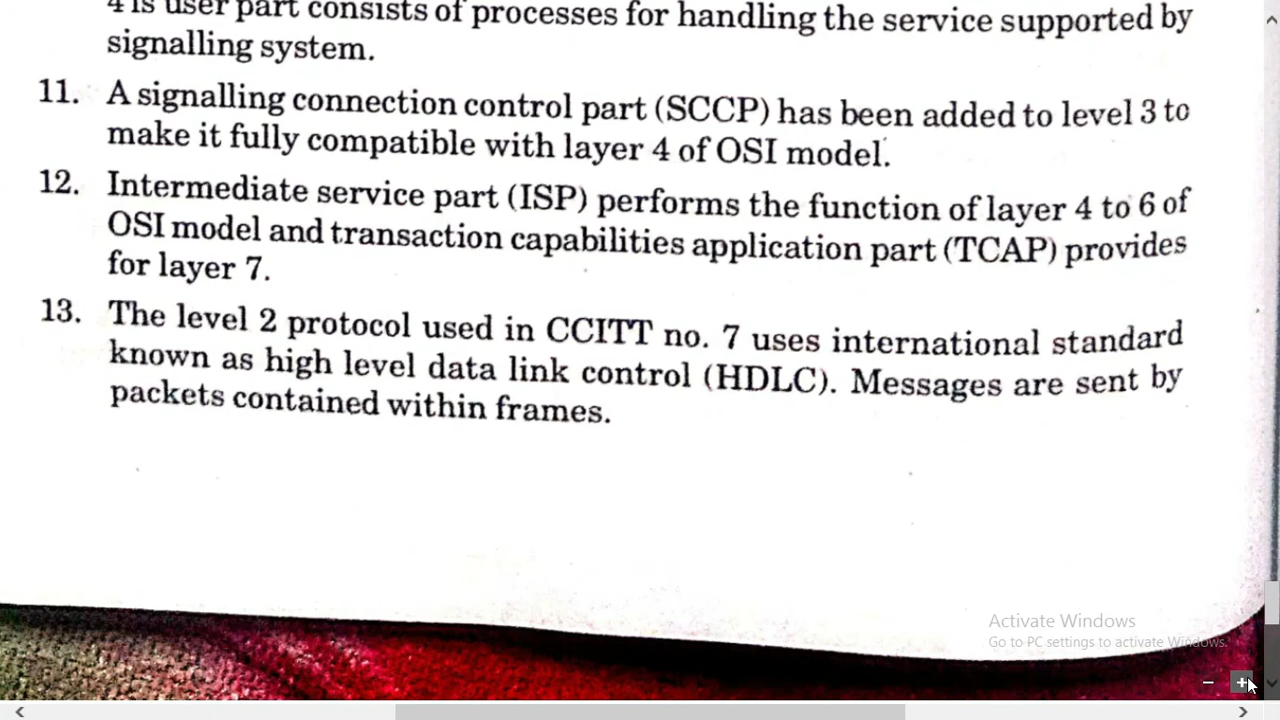 4 is user part consists of processes for handling the service supported by
signalling system.
11. A signalling connection control part (SCCP) has been added to level 3 to
make it fully compatible with layer 4 of OSI model.
12. Intermediate service part (ISP) performs the function of layer 4 to 6 of
OSI model and transaction capabilities application part (TCAP) provides
for layer 7.
13. The level 2 protocol used in CCITT no. 7 uses international standard
known as high level data link control (HDLC). Messages are sent by
packets contained within frames.
Activate Windows
Go to PC settings to activate Windows.